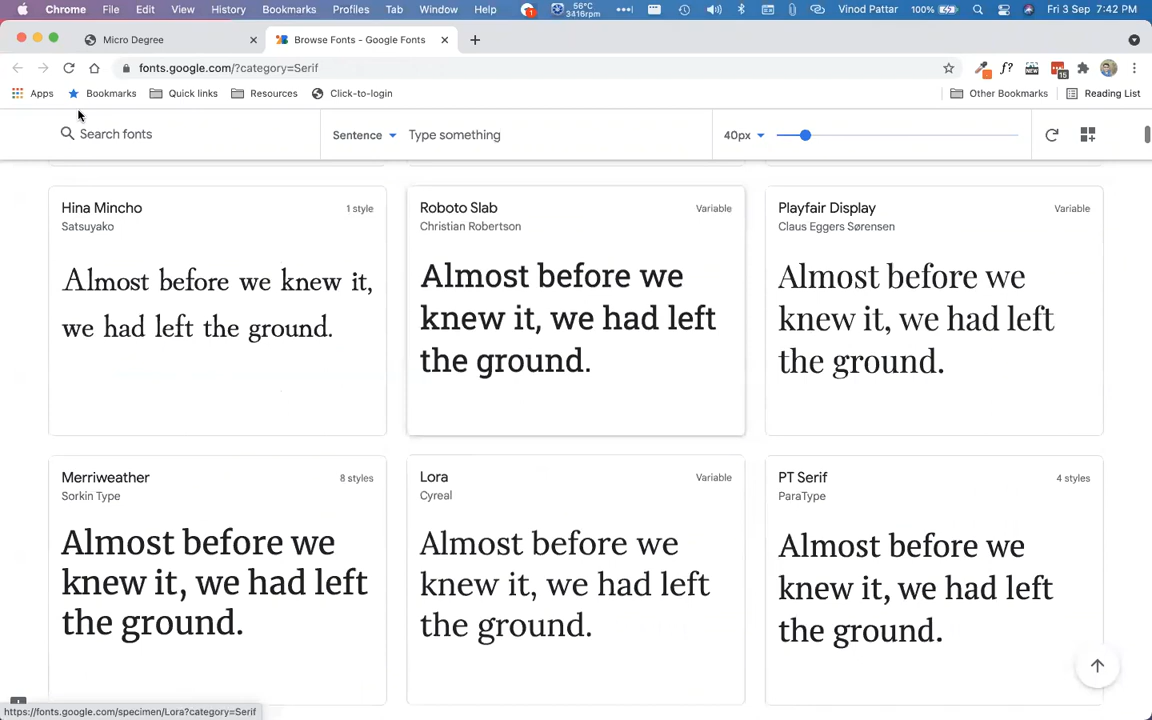 Chrome File Edit View History Bookmarks Profiles Tab Window Help 1 56°C 3416rpm Vinod Pattar 100% Fri 3 Sep 7:42 PM
Micro Degree Browse Fonts - Google Fonts
fonts.google.com/?category=Serif f? NEW 15
Apps Bookmarks Quick links Resources Click-to-login Other Bookmarks Reading List
Search fonts Sentence Type something 40px
Hina Mincho 1 style
Satsuyako
Almost before we knew it,
we had left the ground.
Roboto Slab Variable
Christian Robertson
Almost before we
knew it, we had left
the ground.
Playfair Display Variable
Claus Eggers Sørensen
Almost before we
knew it, we had left
the ground.
Merriweather 8 styles
Sorkin Type
Almost before we
knew it, we had left
the ground.
Lora Variable
Cyreal
Almost before we
knew it, we had left
the ground.
PT Serif 4 styles
ParaType
Almost before we
knew it, we had left
the ground.
https://fonts.google.com/specimen/Lora?category=Serif